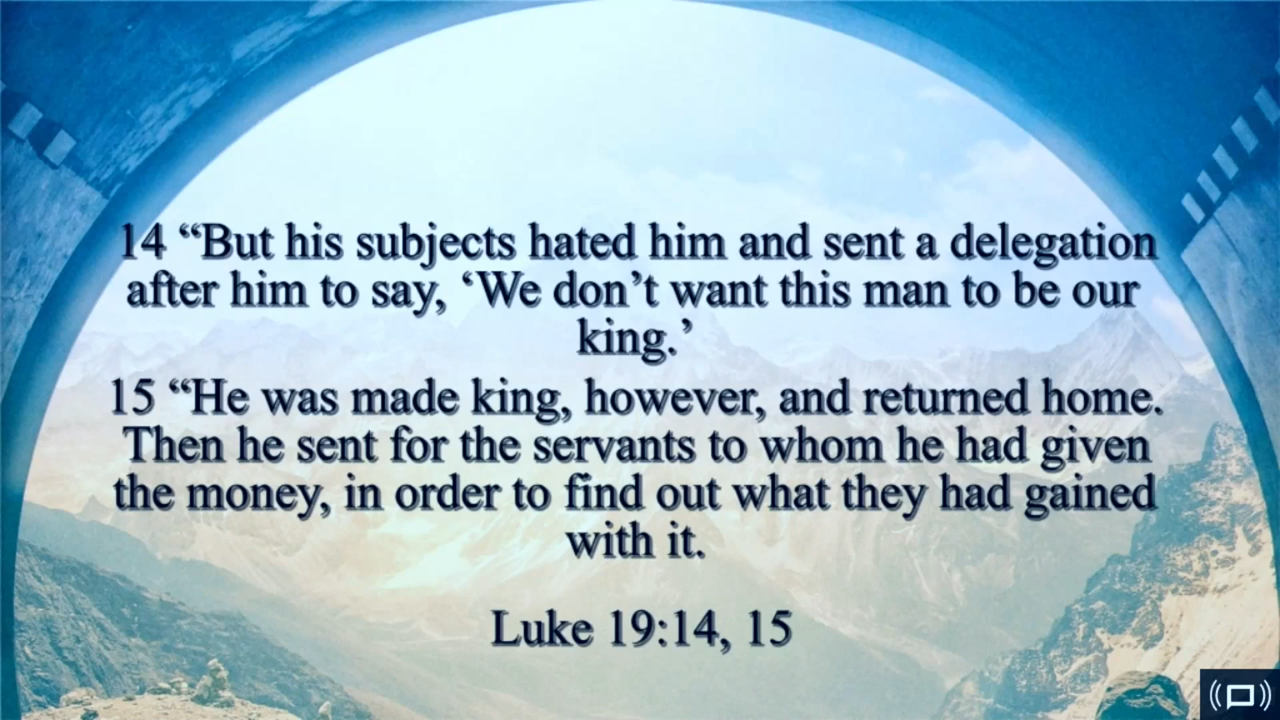 14 “But his subjects hated him and sent a delegation
after him to say, ‘We don’t want this man to be our
king.’
15 “He was made king, however, and returned home.
Then he sent for the servants to whom he had given
the money, in order to find out what they had gained
with it.
Luke 19:14, 15